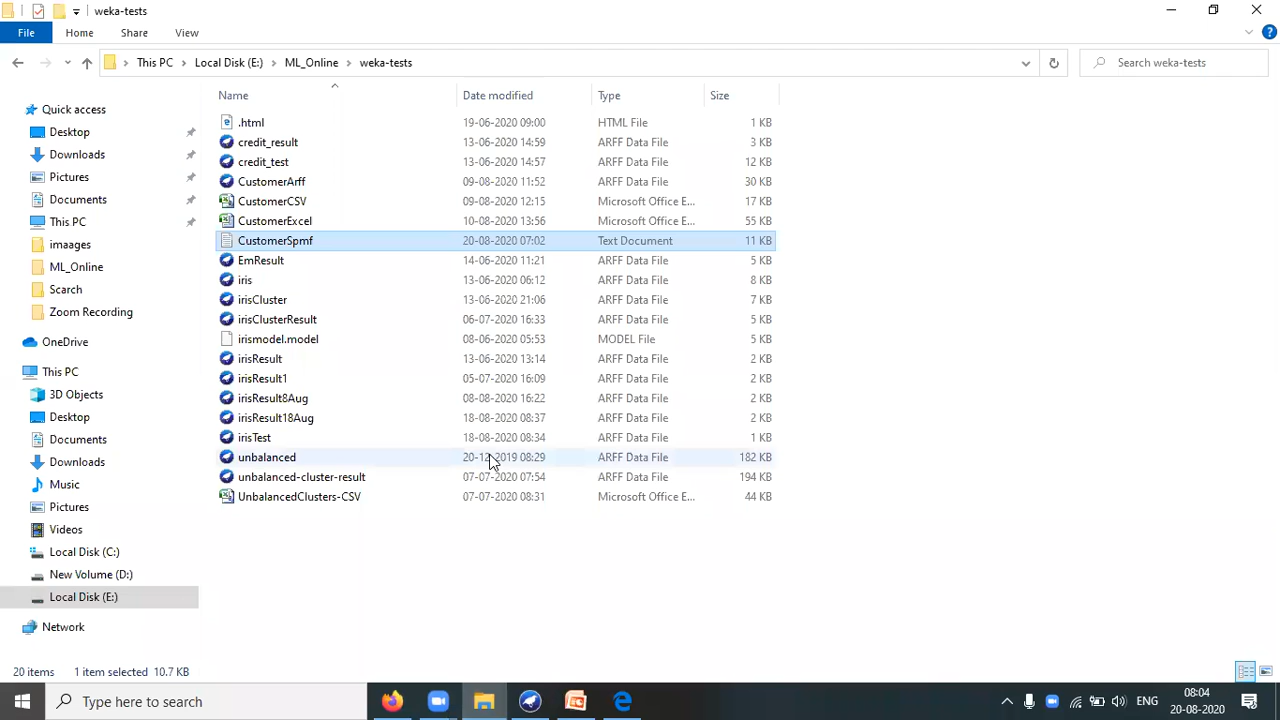 weka-tests
File Home Share View
This PC Local Disk (E:) ML_Online weka-tests
Search weka-tests
Name Date modified Type Size
Quick access
Desktop
Downloads
Pictures
Documents
This PC
imaages
ML_Online
Scarch
Zoom Recording
OneDrive
This PC
3D Objects
Desktop
Documents
Downloads
Music
Pictures
Videos
Local Disk (C:)
New Volume (D:)
Local Disk (E:)
Network
.html 19-06-2020 09:00 HTML File 1 KB
credit_result 13-06-2020 14:59 ARFF Data File 3 KB
credit_test 13-06-2020 14:57 ARFF Data File 12 KB
CustomerArff 09-08-2020 11:52 ARFF Data File 30 KB
CustomerCSV 09-08-2020 12:15 Microsoft Office E... 17 KB
CustomerExcel 10-08-2020 13:56 Microsoft Office E... 55 KB
CustomerSpmf 20-08-2020 07:02 Text Document 11 KB
EmResult 14-06-2020 11:21 ARFF Data File 5 KB
iris 13-06-2020 06:12 ARFF Data File 8 KB
irisCluster 13-06-2020 21:06 ARFF Data File 7 KB
irisClusterResult 06-07-2020 16:33 ARFF Data File 5 KB
irismodel.model 08-06-2020 05:53 MODEL File 5 KB
irisResult 13-06-2020 13:14 ARFF Data File 2 KB
irisResult1 05-07-2020 16:09 ARFF Data File 2 KB
irisResult8Aug 08-08-2020 16:22 ARFF Data File 2 KB
irisResult18Aug 18-08-2020 08:37 ARFF Data File 2 KB
irisTest 18-08-2020 08:34 ARFF Data File 1 KB
unbalanced 20-12-2019 08:29 ARFF Data File 182 KB
unbalanced-cluster-result 07-07-2020 07:54 ARFF Data File 194 KB
UnbalancedClusters-CSV 07-07-2020 08:31 Microsoft Office E... 44 KB
20 items 1 item selected 10.7 KB
Type here to search
ENG
08:04
20-08-2020